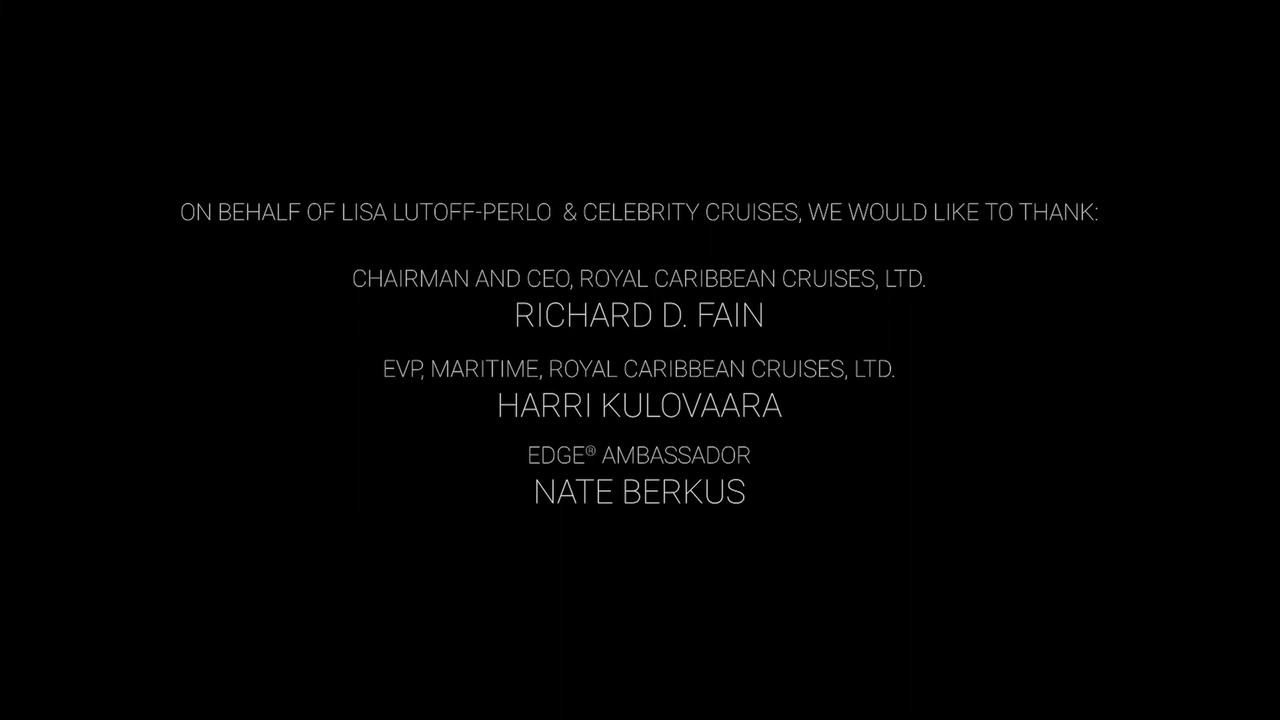 ON BEHALF OF LISA LUTOFF-PERLO & CELEBRITY CRUISES, WE WOULD LIKE TO THANK:
CHAIRMAN AND CEO, ROYAL CARIBBEAN CRUISES, LTD.
RICHARD D. FAIN
EVP, MARITIME, ROYAL CARIBBEAN CRUISES, LTD.
HARRI KULOVAARA
EDGE® AMBASSADOR
NATE BERKUS